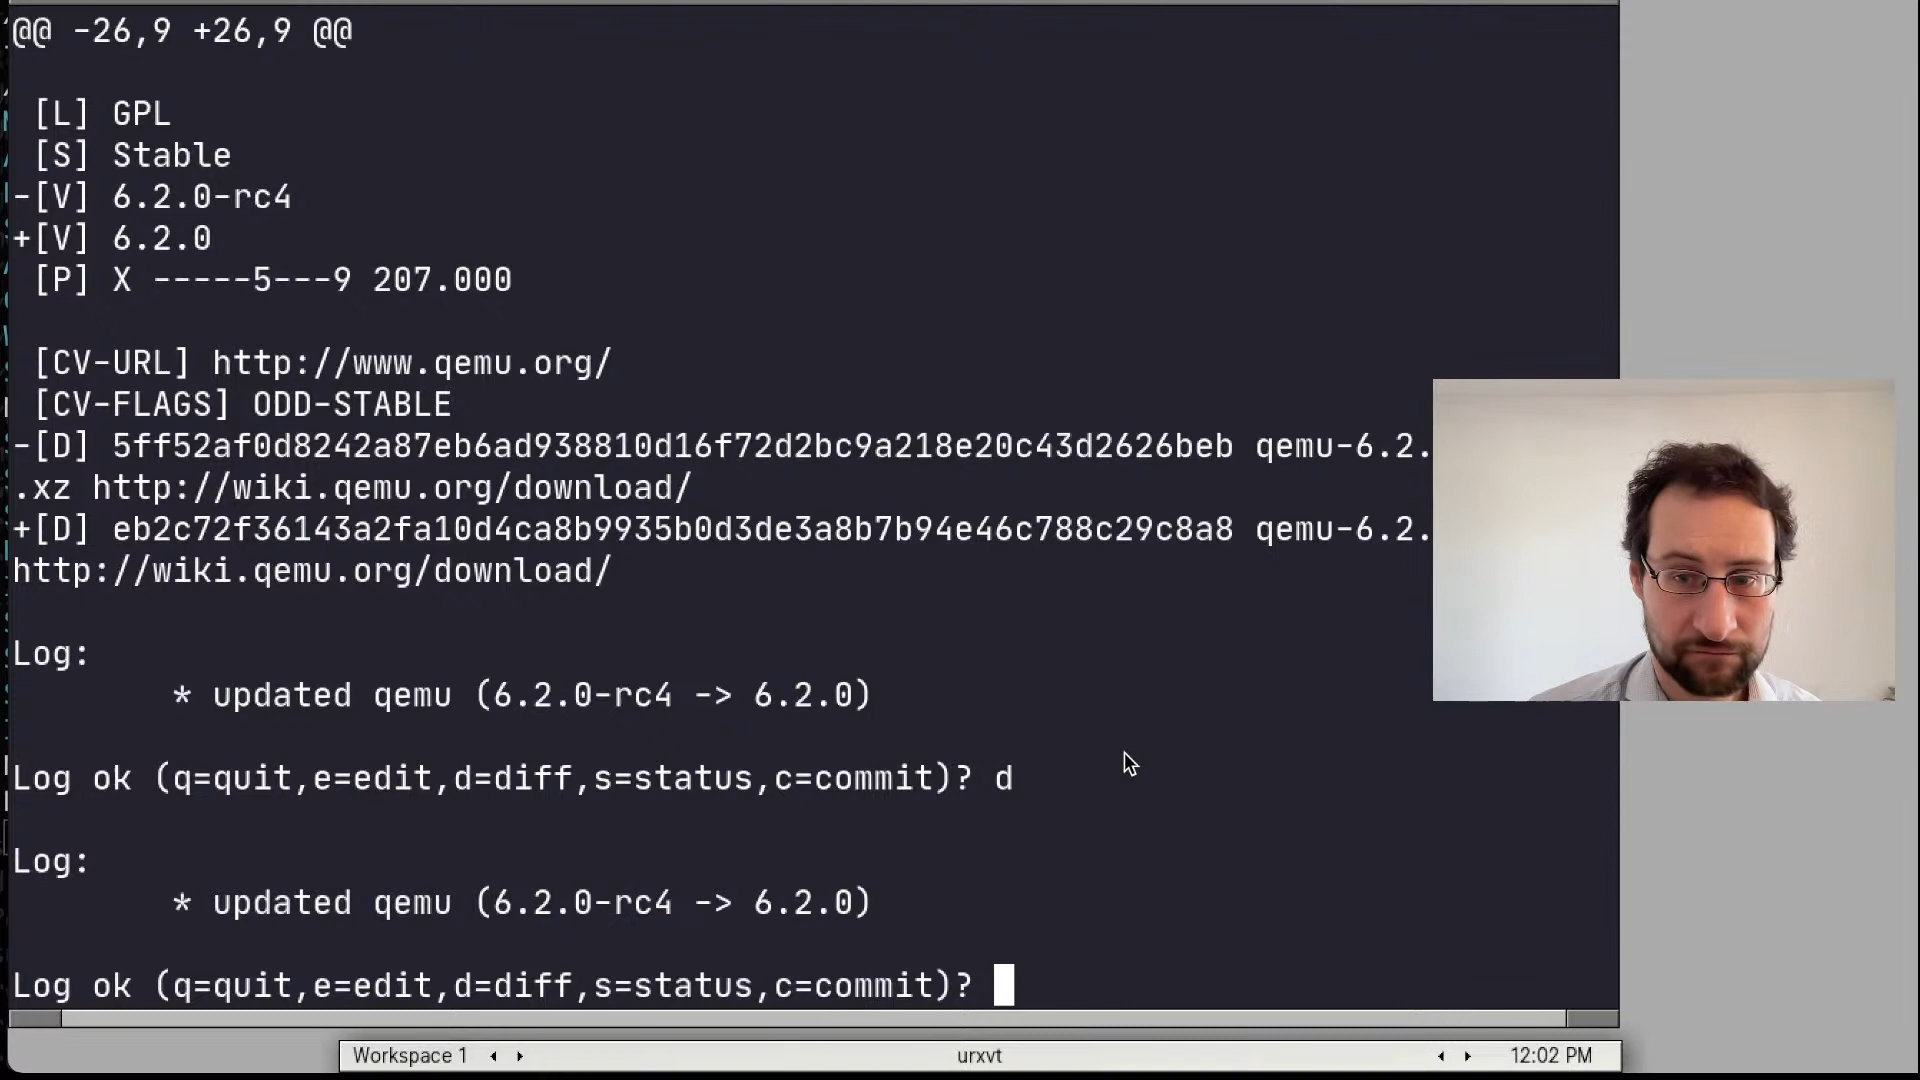 @@ -26,9 +26,9 @@
[L] GPL
[S] Stable
-[V] 6.2.0-rc4
+[V] 6.2.0
[P] X -----5---9 207.000
[CV-URL] http://www.qemu.org/
[CV-FLAGS] ODD-STABLE
-[D] 5ff52af0d8242a87eb6ad938810d16f72d2bc9a218e20c43d2626beb qemu-6.2.
.xz http://wiki.qemu.org/download/
+[D] eb2c72f36143a2fa10d4ca8b9935b0d3de3a8b7b94e46c788c29c8a8 qemu-6.2.
http://wiki.qemu.org/download/
Log:
* updated qemu (6.2.0-rc4 -> 6.2.0)
Log ok (q=quit,e=edit,d=diff,s=status,c=commit)? d
Log:
* updated qemu (6.2.0-rc4 -> 6.2.0)
Log ok (q=quit,e=edit,d=diff,s=status,c=commit)?
Workspace 1 urxvt 12:02 PM